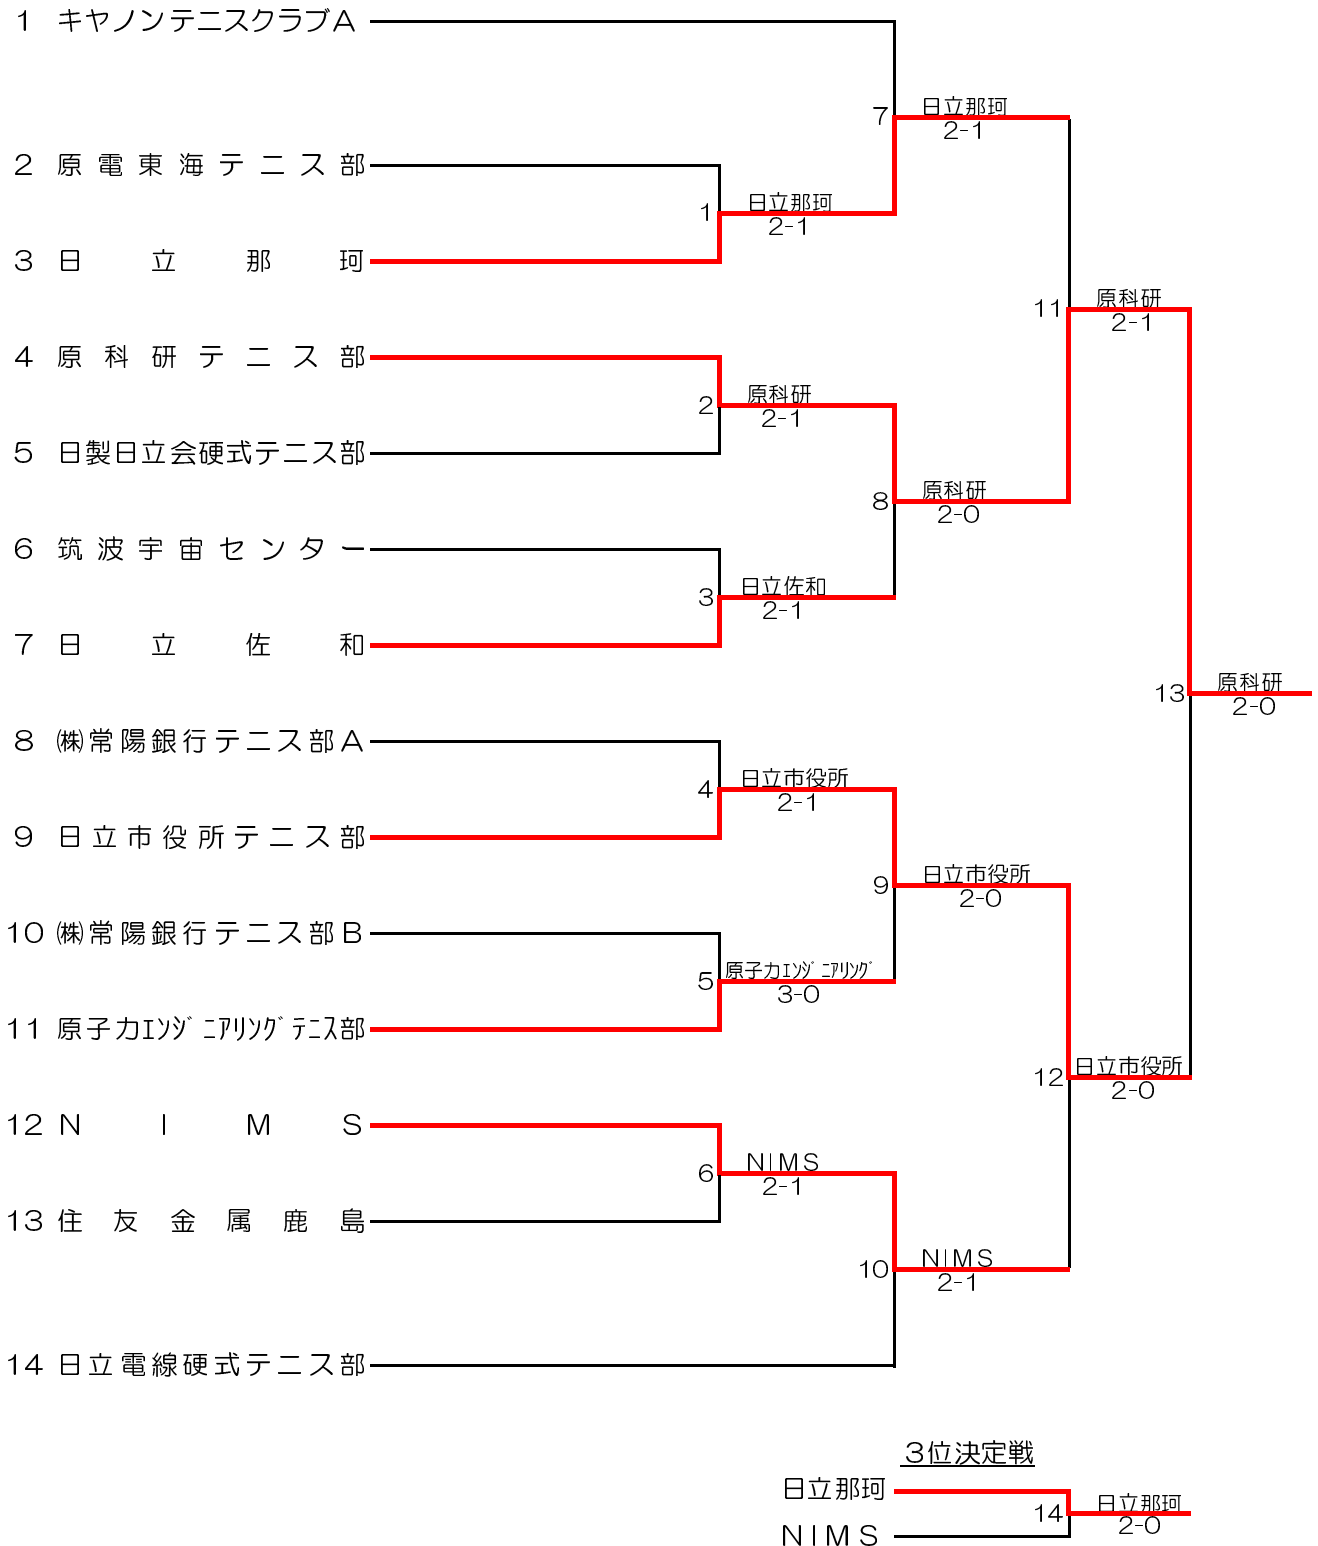 1 キヤノンテニスクラブA
7 日立那珂
2-1
2 原電東海テニス部
1 日立那珂
2-1
3 日立那珂
11 原科研
2-1
4 原科研テニス部
2 原科研
2-1
5 日製日立会硬式テニス部
8 原科研
2-0
6 筑波宇宙センター
3 日立佐和
2-1
7 日立佐和
13 原科研
2-0
8 ㈱常陽銀行テニス部A
4 日立市役所
2-1
9 日立市役所テニス部
9 日立市役所
2-0
10 ㈱常陽銀行テニス部B
5 原子力ｴﾝｼﾞﾆｱﾘﾝｸﾞ
3-0
11 原子力ｴﾝｼﾞﾆｱﾘﾝｸﾞﾃﾆｽ部
12 日立市役所
2-0
12 NIMS
6 NIMS
2-1
13 住友金属鹿島
10 NIMS
2-1
14 日立電線硬式テニス部
３位決定戦
日立那珂
14 日立那珂
2-0
NIMS